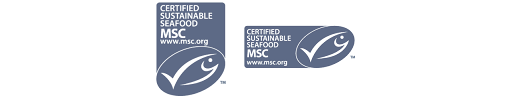 CERTIFIED
SUSTAINABLE
SEAFOOD
MSC
www.msc.org
TM
CERTIFIED
SUSTAINABLE
SEAFOOD
MSC
www.msc.org
TM